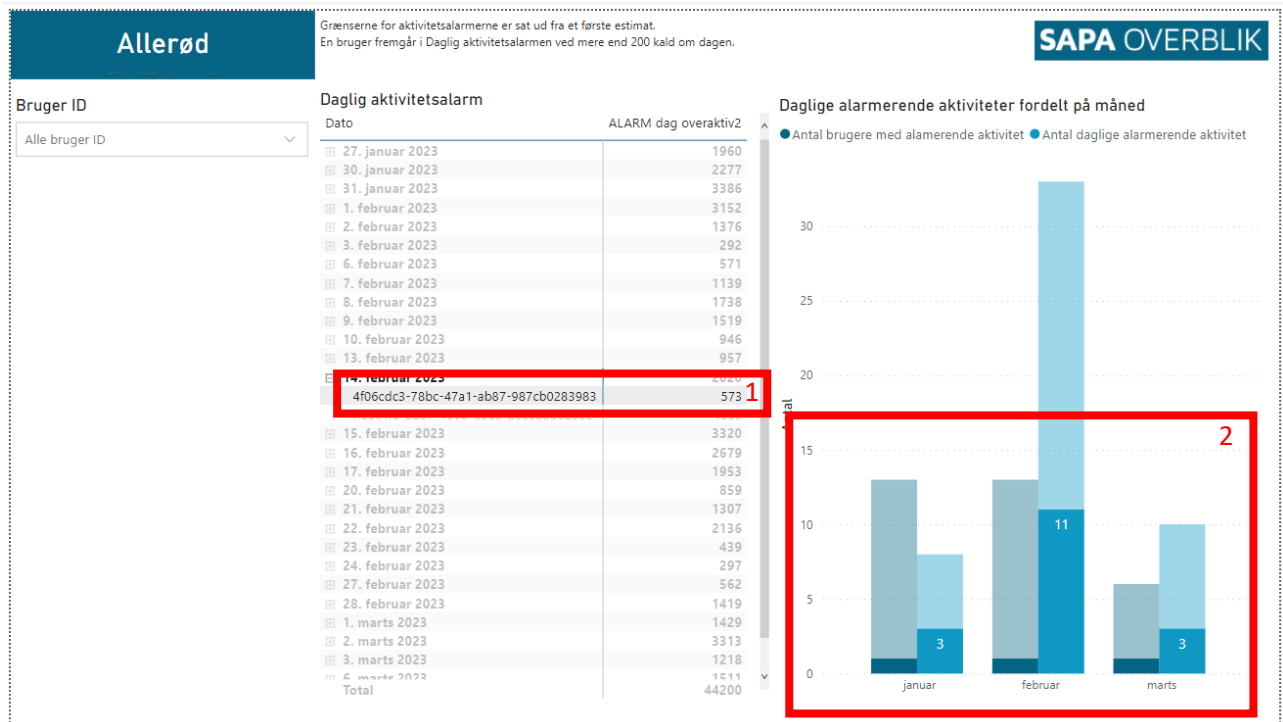 Allerød
Grænserne for aktivitetsalarmerne er sat ud fra et første estimat.
En bruger fremgår i Daglig aktivitetsalarmen ved mere end 200 kald om dagen.
SAPA OVERBLIK
Bruger ID
Alle bruger ID
Daglig aktivitetsalarm
Dato ALARM dag overaktiv2
27. januar 2023 1960
30. januar 2023 2277
31. januar 2023 3386
1. februar 2023 3152
2. februar 2023 1376
3. februar 2023 292
6. februar 2023 571
7. februar 2023 1139
8. februar 2023 1738
9. februar 2023 1519
10. februar 2023 946
13. februar 2023 957
14. februar 2023
4f06cdc3-78bc-47a1-ab87-987cb0283983 573
1
15. februar 2023 3320
16. februar 2023 2679
17. februar 2023 1953
20. februar 2023 859
21. februar 2023 1307
22. februar 2023 2136
23. februar 2023 439
24. februar 2023 297
27. februar 2023 562
28. februar 2023 1419
1. marts 2023 1429
2. marts 2023 3313
3. marts 2023 1218
6. marts 2023 1511
Total 44200
Daglige alarmerende aktiviteter fordelt på måned
Antal brugere med alamerende aktivitet Antal daglige alarmerende aktivitet
Antal
30
25
20
15
10
5
0
2
3
11
3
januar februar marts